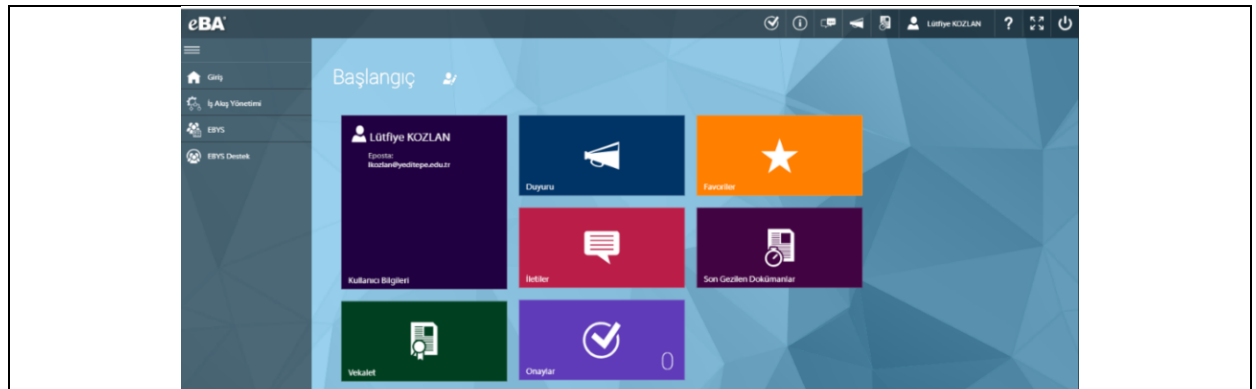 eBA
Lütfiye KOZLAN
?
Giriş
İş Akış Yönetimi
EBYS
EBYS Destek
Başlangıç
Lütfiye KOZLAN
Eposta:
lkozlan@yeditepe.edu.tr
Kullanıcı Bilgileri
Duyuru
Favoriler
İletiler
Son Gezilen Dokümanlar
Vekalet
Onaylar
0